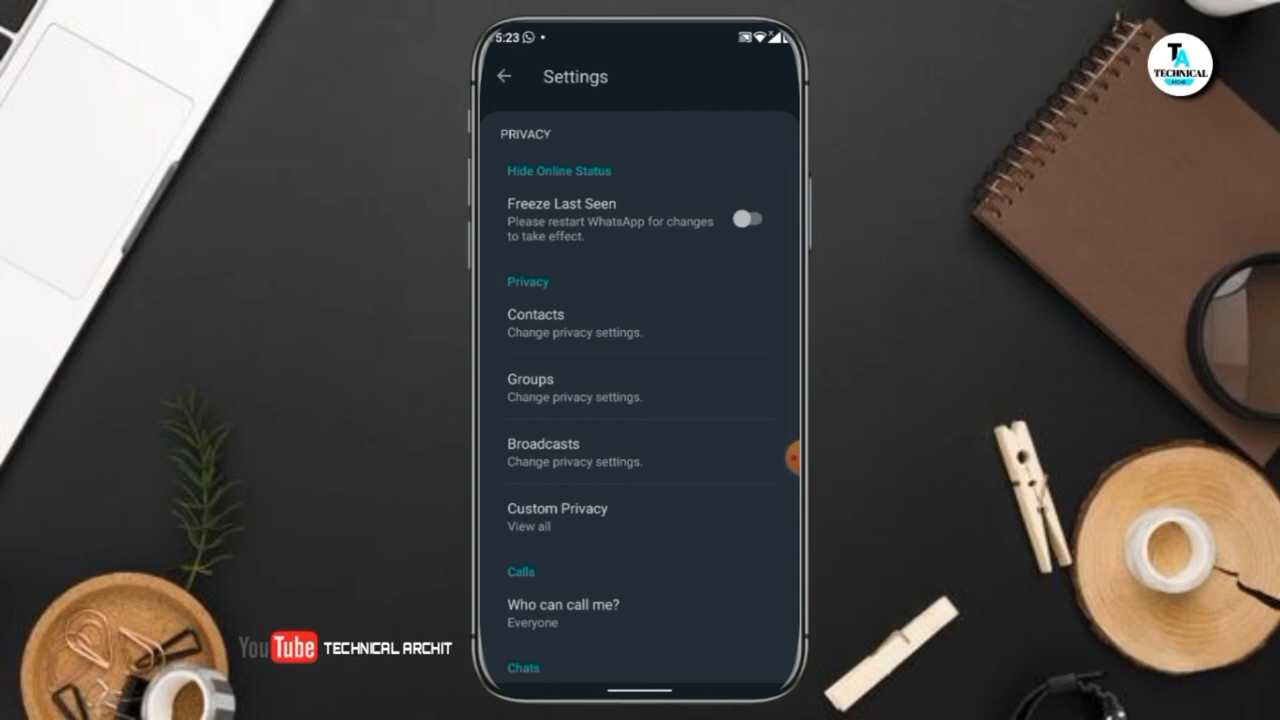 5:23
Settings
PRIVACY
Hide Online Status
Freeze Last Seen
Please restart WhatsApp for changes
to take effect.
Privacy
Contacts
Change privacy settings.
Groups
Change privacy settings.
Broadcasts
Change privacy settings.
Custom Privacy
View all
Calls
Who can call me?
Everyone
Chats
TA
TECHNICAL
YouTube TECHNICAL ARCHIT